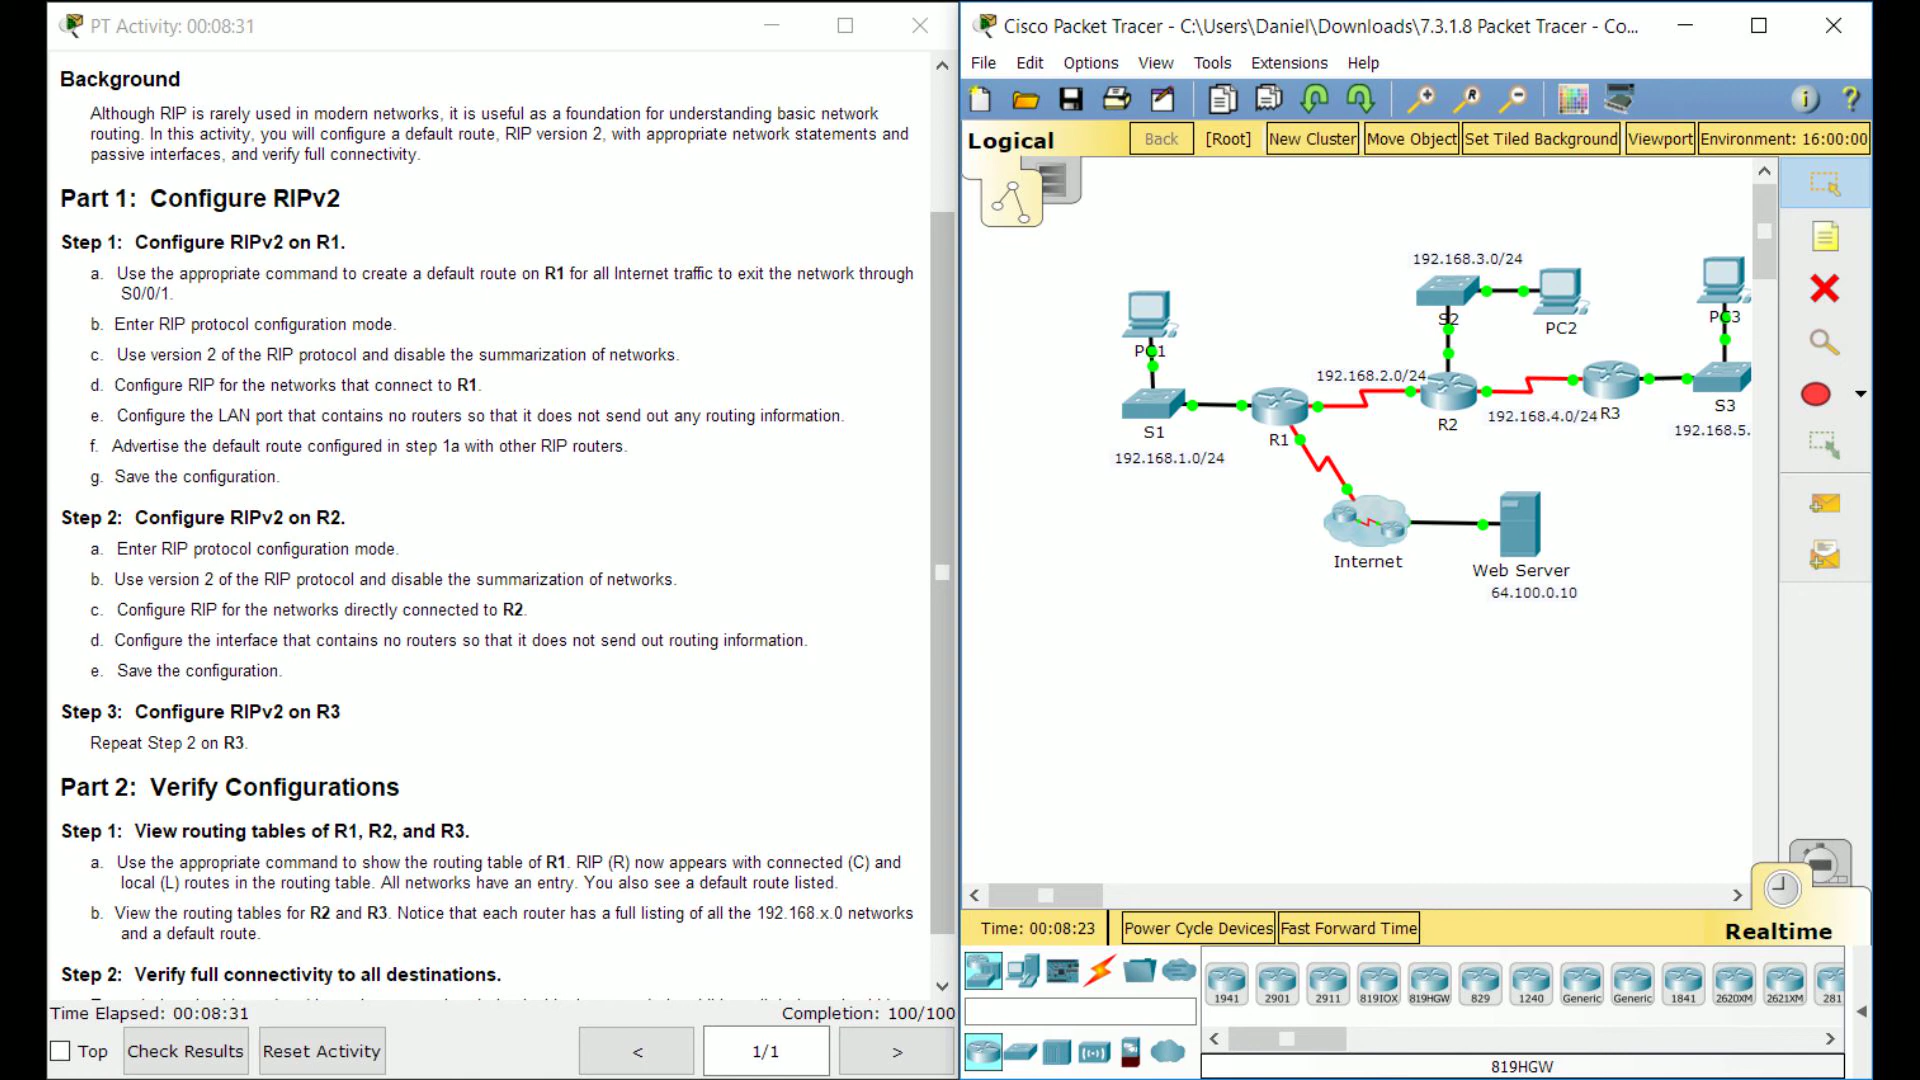 PT Activity: 00:08:31
Background
Although RIP is rarely used in modern networks, it is useful as a foundation for understanding basic network
routing. In this activity, you will configure a default route, RIP version 2, with appropriate network statements and
passive interfaces, and verify full connectivity.
Part 1: Configure RIPv2
Step 1: Configure RIPv2 on R1.
a. Use the appropriate command to create a default route on R1 for all Internet traffic to exit the network through
S0/0/1.
b. Enter RIP protocol configuration mode.
c. Use version 2 of the RIP protocol and disable the summarization of networks.
d. Configure RIP for the networks that connect to R1.
e. Configure the LAN port that contains no routers so that it does not send out any routing information.
f. Advertise the default route configured in step 1a with other RIP routers.
g. Save the configuration.
Step 2: Configure RIPv2 on R2.
a. Enter RIP protocol configuration mode.
b. Use version 2 of the RIP protocol and disable the summarization of networks.
c. Configure RIP for the networks directly connected to R2.
d. Configure the interface that contains no routers so that it does not send out routing information.
e. Save the configuration.
Step 3: Configure RIPv2 on R3
Repeat Step 2 on R3.
Part 2: Verify Configurations
Step 1: View routing tables of R1, R2, and R3.
a. Use the appropriate command to show the routing table of R1. RIP (R) now appears with connected (C) and
local (L) routes in the routing table. All networks have an entry. You also see a default route listed.
b. View the routing tables for R2 and R3. Notice that each router has a full listing of all the 192.168.x.0 networks
and a default route.
Step 2: Verify full connectivity to all destinations.
Time Elapsed: 00:08:31
Completion: 100/100
Top
Check Results
Reset Activity
<
1/1
>
Cisco Packet Tracer - C:\Users\Daniel\Downloads\7.3.1.8 Packet Tracer - Co...
File Edit Options View Tools Extensions Help
Logical
Back
[Root]
New Cluster
Move Object
Set Tiled Background
Viewport
Environment: 16:00:00
192.168.3.0/24
S2
PC2
PC3
PC1
192.168.2.0/24
S1
R1
R2
192.168.4.0/24
R3
S3
192.168.1.0/24
192.168.5.
Internet
Web Server
64.100.0.10
Time: 00:08:23
Power Cycle Devices
Fast Forward Time
Realtime
1941
2901
2911
819IOX
819HGW
829
1240
Generic
Generic
1841
2620XM
2621XM
281
819HGW